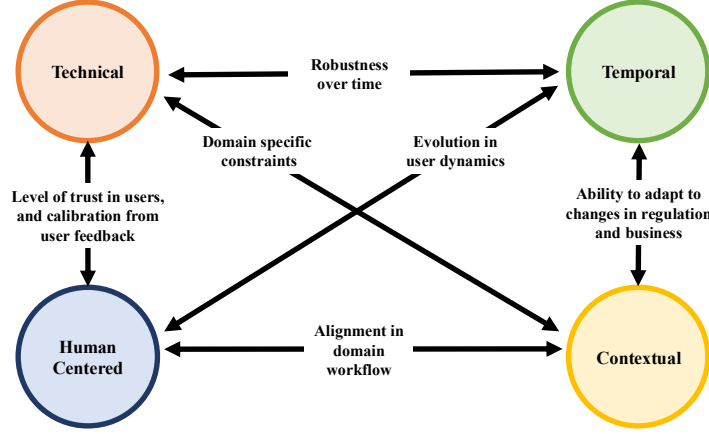 Technical
Robustness
over time
Temporal
Domain specific
constraints
Evolution in
user dynamics
Level of trust in users,
and calibration from
user feedback
Ability to adapt to
changes in regulation
and business
Human
Centered
Alignment in
domain
workflow
Contextual